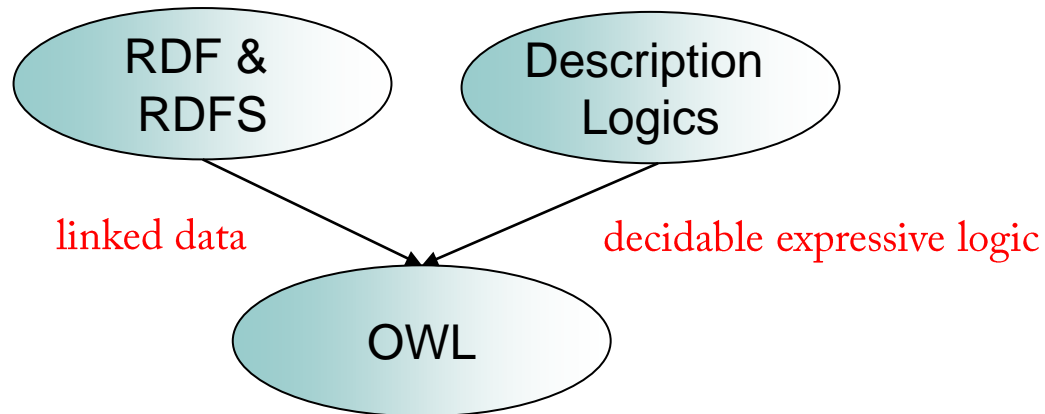 RDF &
RDFS
Description
Logics
linked data
decidable expressive logic
OWL